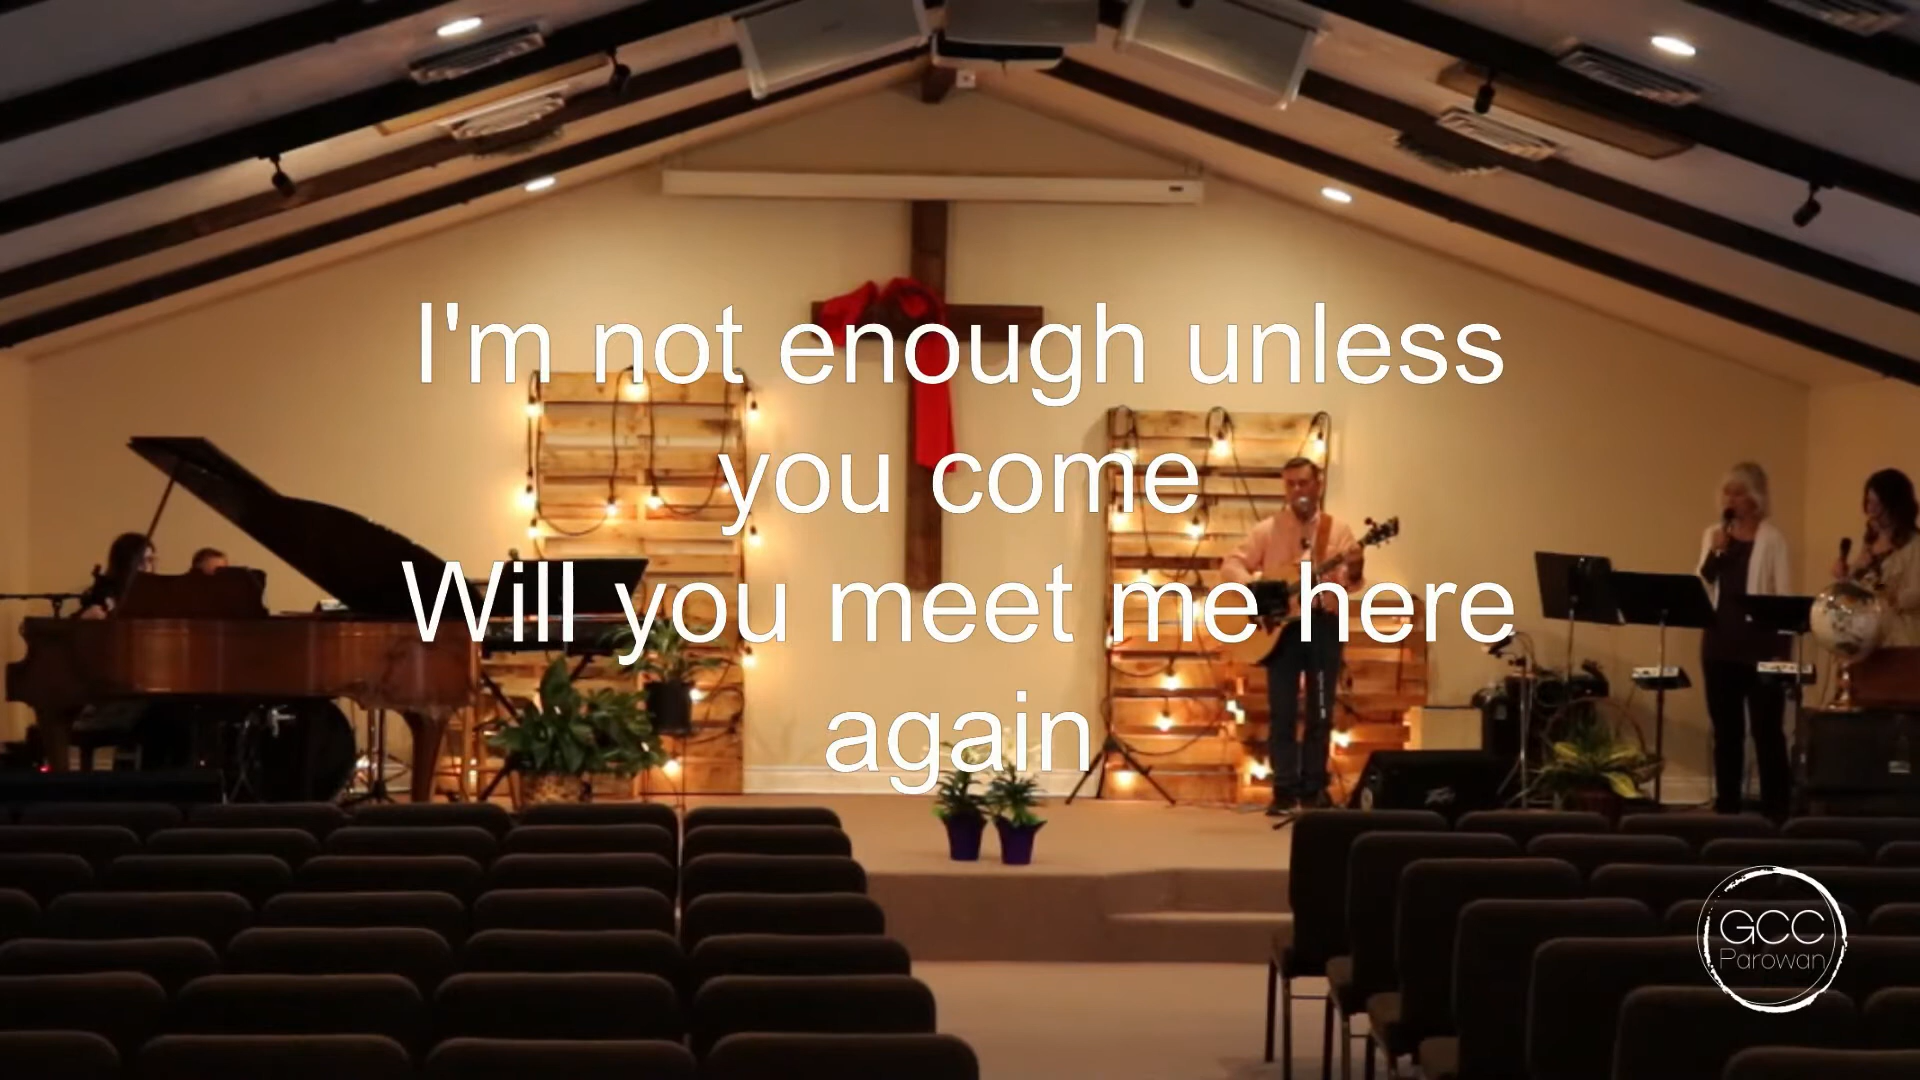 I'm not enough unless
you come
Will you meet me here
again
GCC
Parowan